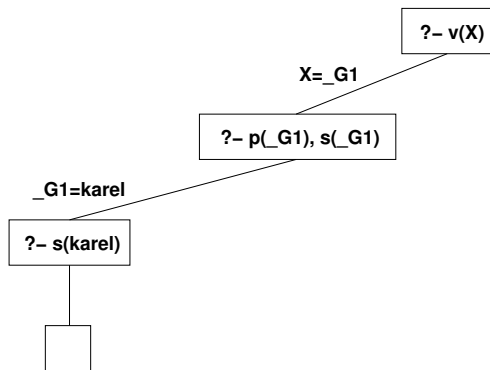 ?– v(X)
X=_G1
?– p(_G1), s(_G1)
_G1=karel
?– s(karel)